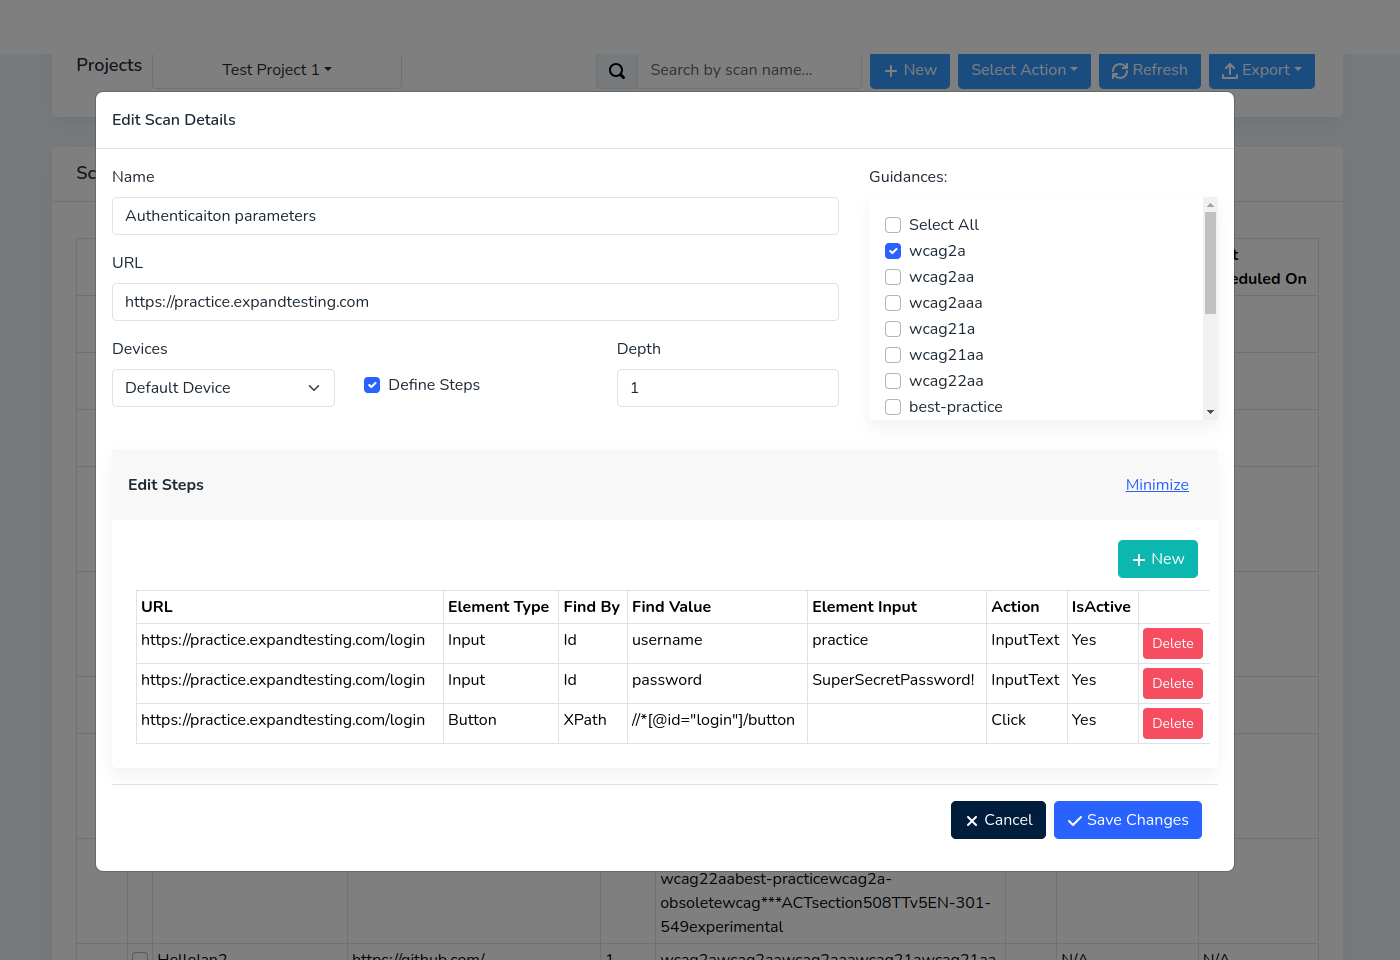 Projects
Test Project 1
Search by scan name...
New
Select Action
Refresh
Export
Edit Scan Details
Name
Guidances:
Authenticaiton parameters
Select All
wcag2a
URL
wcag2aa
https://practice.expandtesting.com
wcag2aaa
wcag21a
Devices
Depth
wcag21aa
Default Device
Define Steps
1
wcag22aa
best-practice
eduled On
Edit Steps
Minimize
New
URL Element Type Find By Find Value Element Input Action IsActive
https://practice.expandtesting.com/login Input Id username practice InputText Yes Delete
https://practice.expandtesting.com/login Input Id password SuperSecretPassword! InputText Yes Delete
https://practice.expandtesting.com/login Button XPath //*[@id="login"]/button Click Yes Delete
Cancel
Save Changes
wcag22aabest-practicewcag2a-
obsoletewcag***ACTsection508TTv5EN-301-
549experimental
HelloIan2 https://github.com/ 1 wcag2awcag2aawcag2aaawcag21awcag21aa N/A N/A